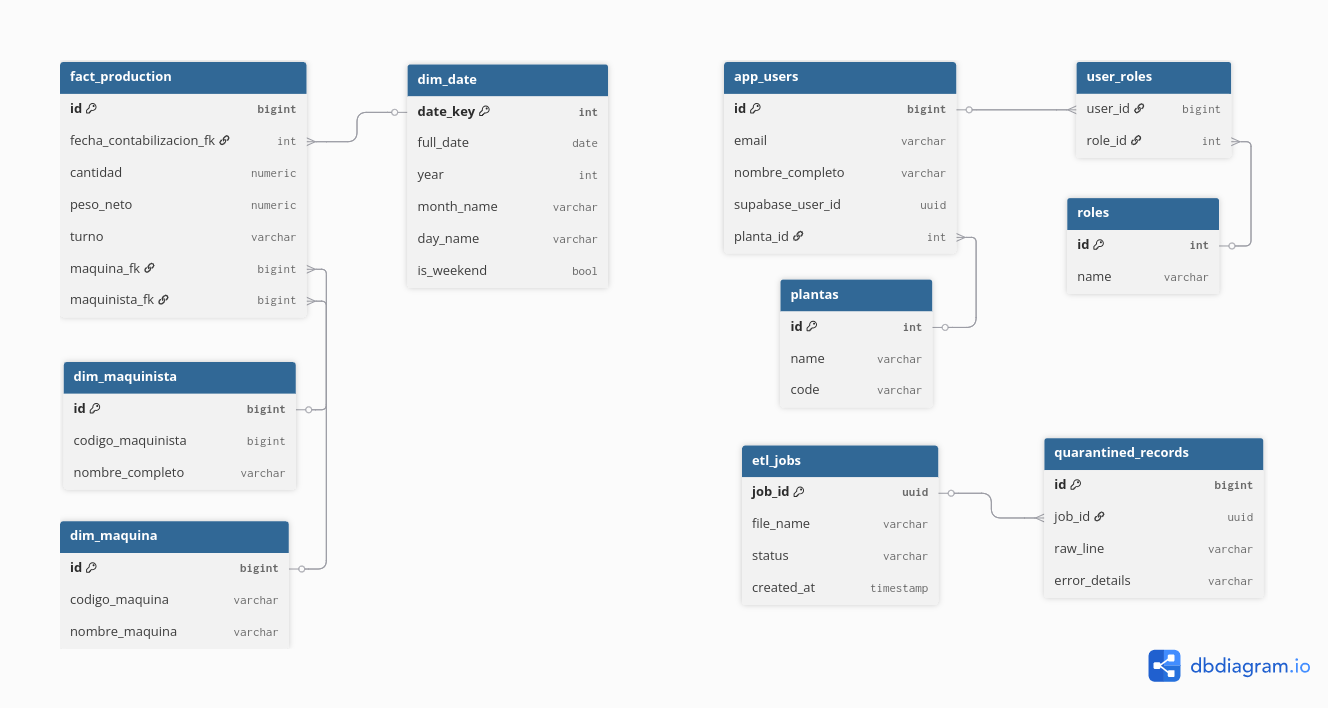 fact_production
id bigint
fecha_contabilizacion_fk int
cantidad numeric
peso_neto numeric
turno varchar
maquina_fk bigint
maquinista_fk bigint
dim_date
date_key int
full_date date
year int
month_name varchar
day_name varchar
is_weekend bool
dim_maquinista
id bigint
codigo_maquinista bigint
nombre_completo varchar
dim_maquina
id bigint
codigo_maquina varchar
nombre_maquina varchar
app_users
id bigint
email varchar
nombre_completo varchar
supabase_user_id uuid
planta_id int
user_roles
user_id bigint
role_id int
roles
id int
name varchar
plantas
id int
name varchar
code varchar
etl_jobs
job_id uuid
file_name varchar
status varchar
created_at timestamp
quarantined_records
id bigint
job_id uuid
raw_line varchar
error_details varchar
dbdiagram.io